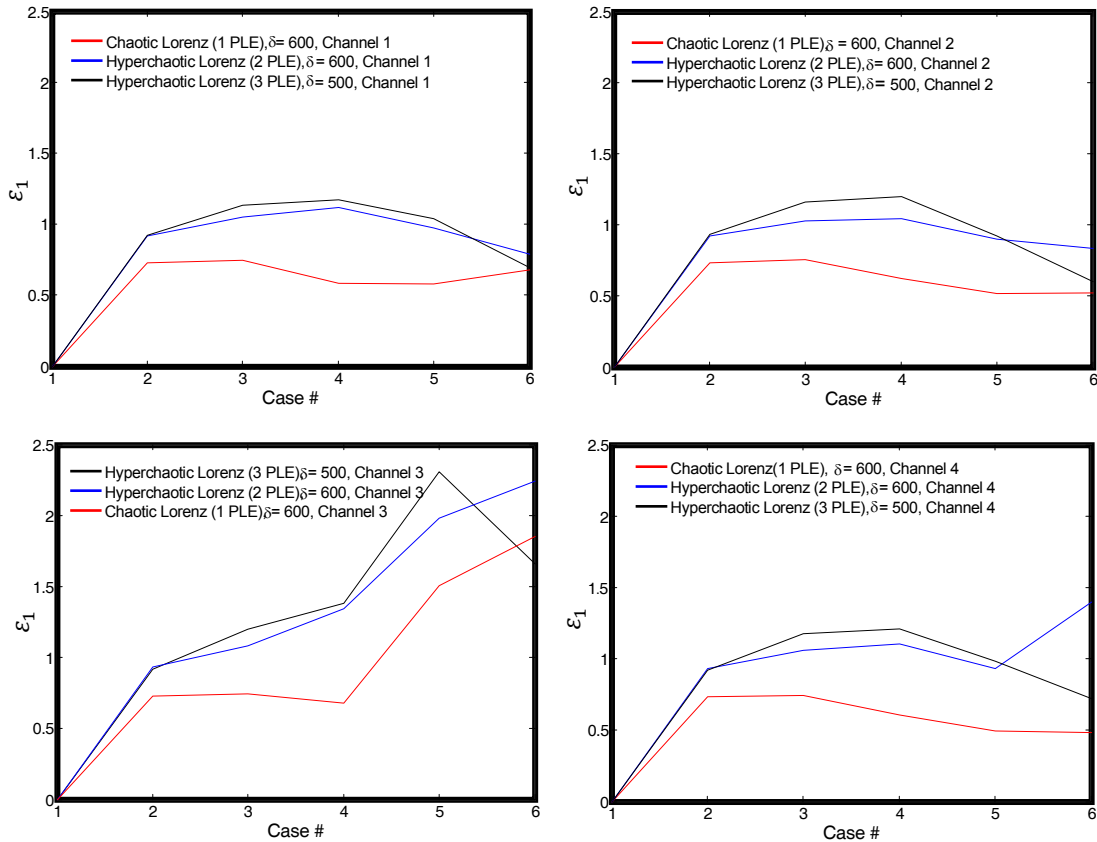 2.5
2
1.5
1
0.5
0
ε₁
Chaotic Lorenz (1 PLE),δ= 600, Channel 1
Hyperchaotic Lorenz (2 PLE),δ= 600, Channel 1
Hyperchaotic Lorenz (3 PLE),δ= 500, Channel 1
1 2 3 4 5 6
Case #
2.5
2
1.5
1
0.5
0
ε₁
Chaotic Lorenz (1 PLE)δ = 600, Channel 2
Hyperchaotic Lorenz (2 PLE),δ= 600, Channel 2
Hyperchaotic Lorenz (3 PLE),δ= 500, Channel 2
1 2 3 4 5 6
Case #
2.5
2
1.5
1
0.5
0
ε₁
Hyperchaotic Lorenz (3 PLE)δ= 500, Channel 3
Hyperchaotic Lorenz (2 PLE)δ= 600, Channel 3
Chaotic Lorenz (1 PLE)δ= 600, Channel 3
1 2 3 4 5 6
Case #
2.5
2
1.5
1
0.5
0
ε₁
Chaotic Lorenz(1 PLE), δ= 600, Channel 4
Hyperchaotic Lorenz (2 PLE),δ= 600, Channel 4
Hyperchaotic Lorenz (3 PLE),δ= 500, Channel 4
1 2 3 4 5 6
Case #